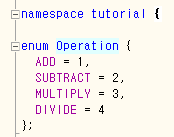 namespace tutorial {
enum Operation {
ADD = 1,
SUBTRACT = 2,
MULTIPLY = 3,
DIVIDE = 4
};